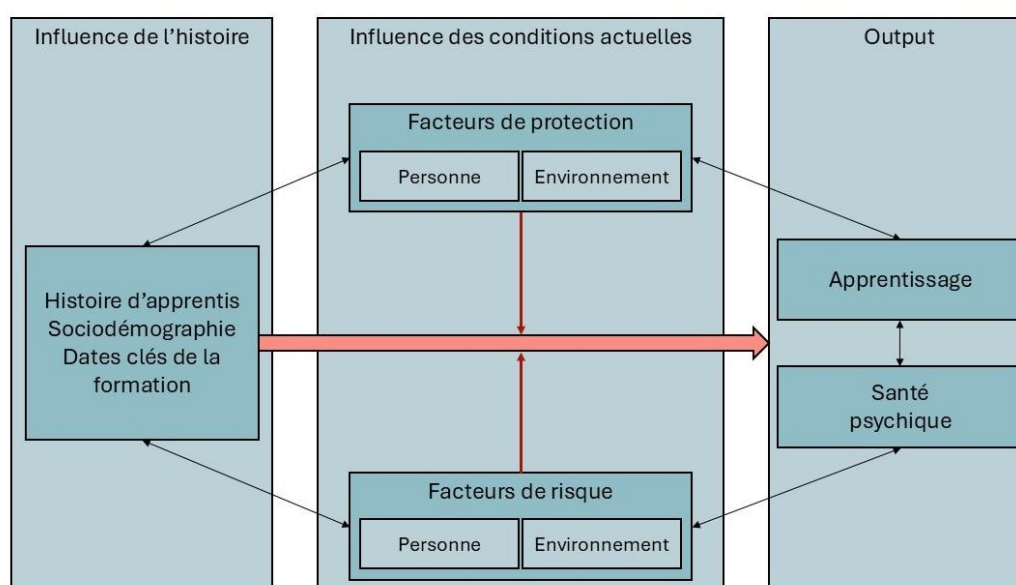 Influence de l’histoire
Influence des conditions actuelles
Output
Facteurs de protection
Personne
Environnement
Histoire d’apprentis
Sociodémographie
Dates clés de la
formation
Apprentissage
Santé
psychique
Facteurs de risque
Personne
Environnement